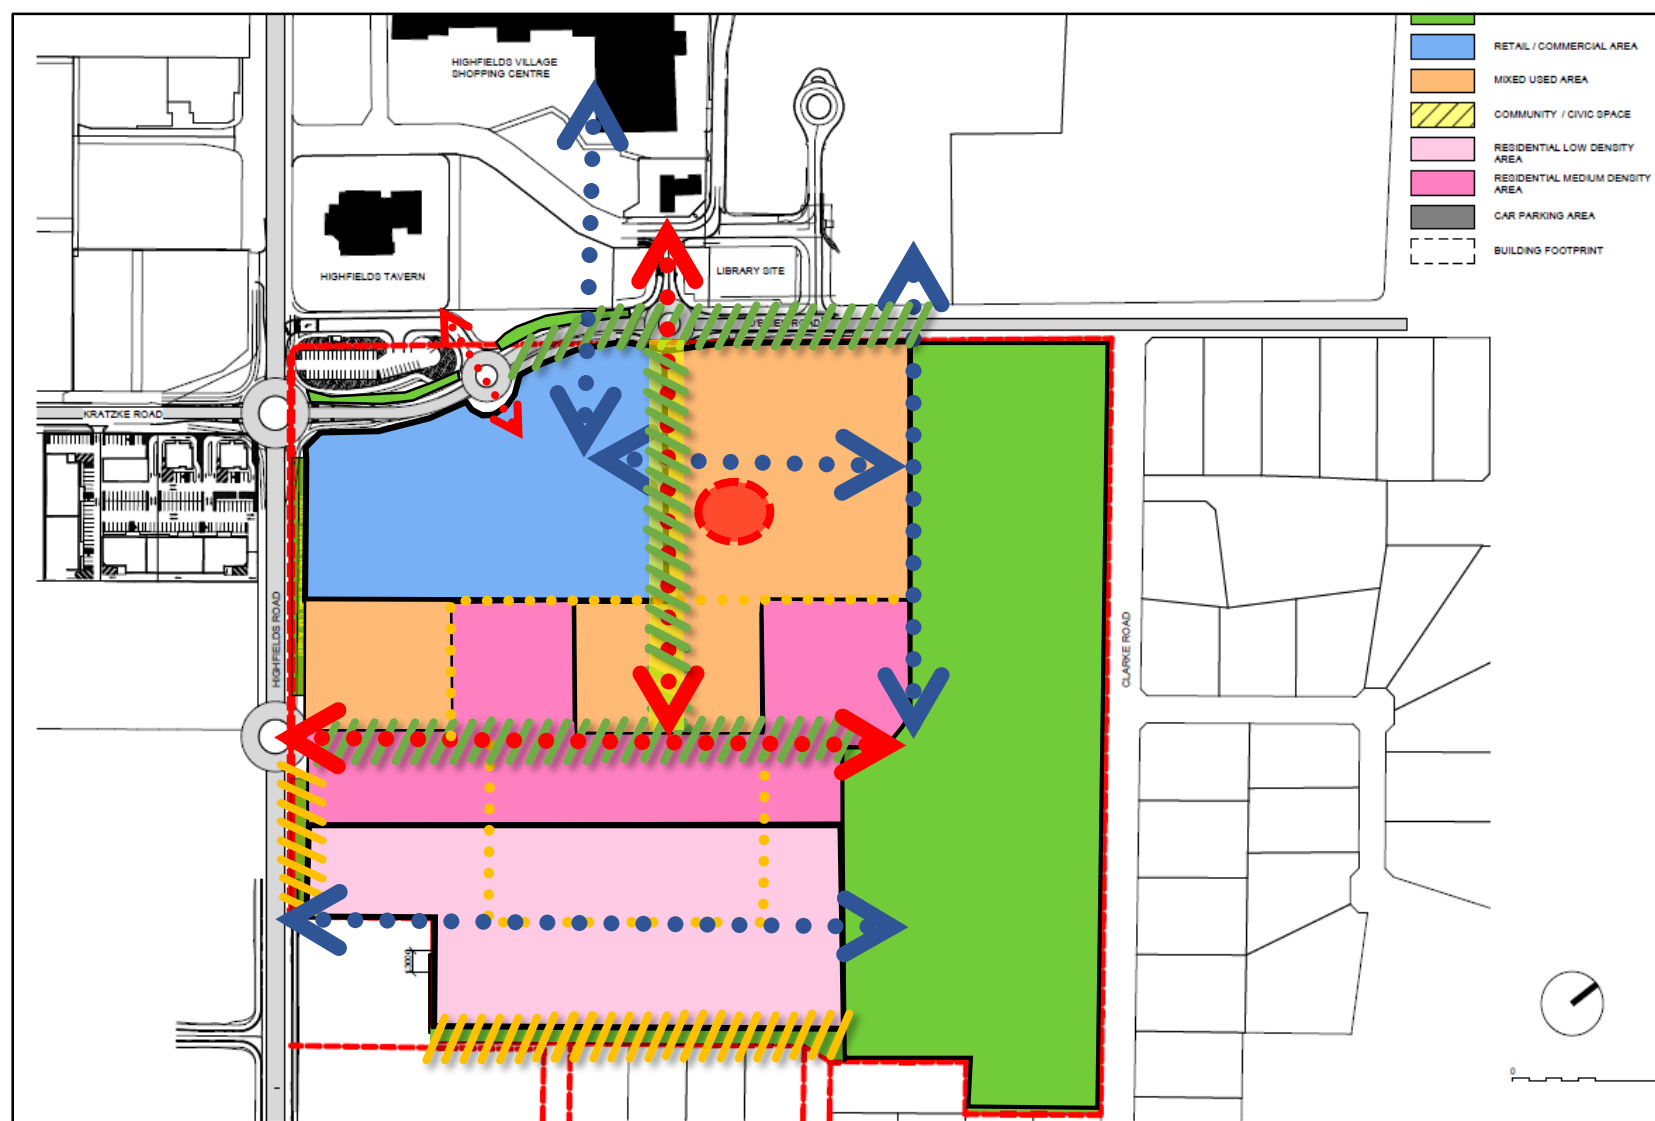 RETAIL / COMMERCIAL AREA
MIXED USED AREA
COMMUNITY / CIVIC SPACE
RESIDENTIAL LOW DENSITY
AREA
RESIDENTIAL MEDIUM DENSITY
AREA
CAR PARKING AREA
BUILDING FOOTPRINT
HIGHFIELDS VILLAGE
SHOPPING CENTRE
HIGHFIELDS TAVERN
LIBRARY SITE
KRATZKE ROAD
HIGHFIELDS ROAD
CLARKE ROAD
0